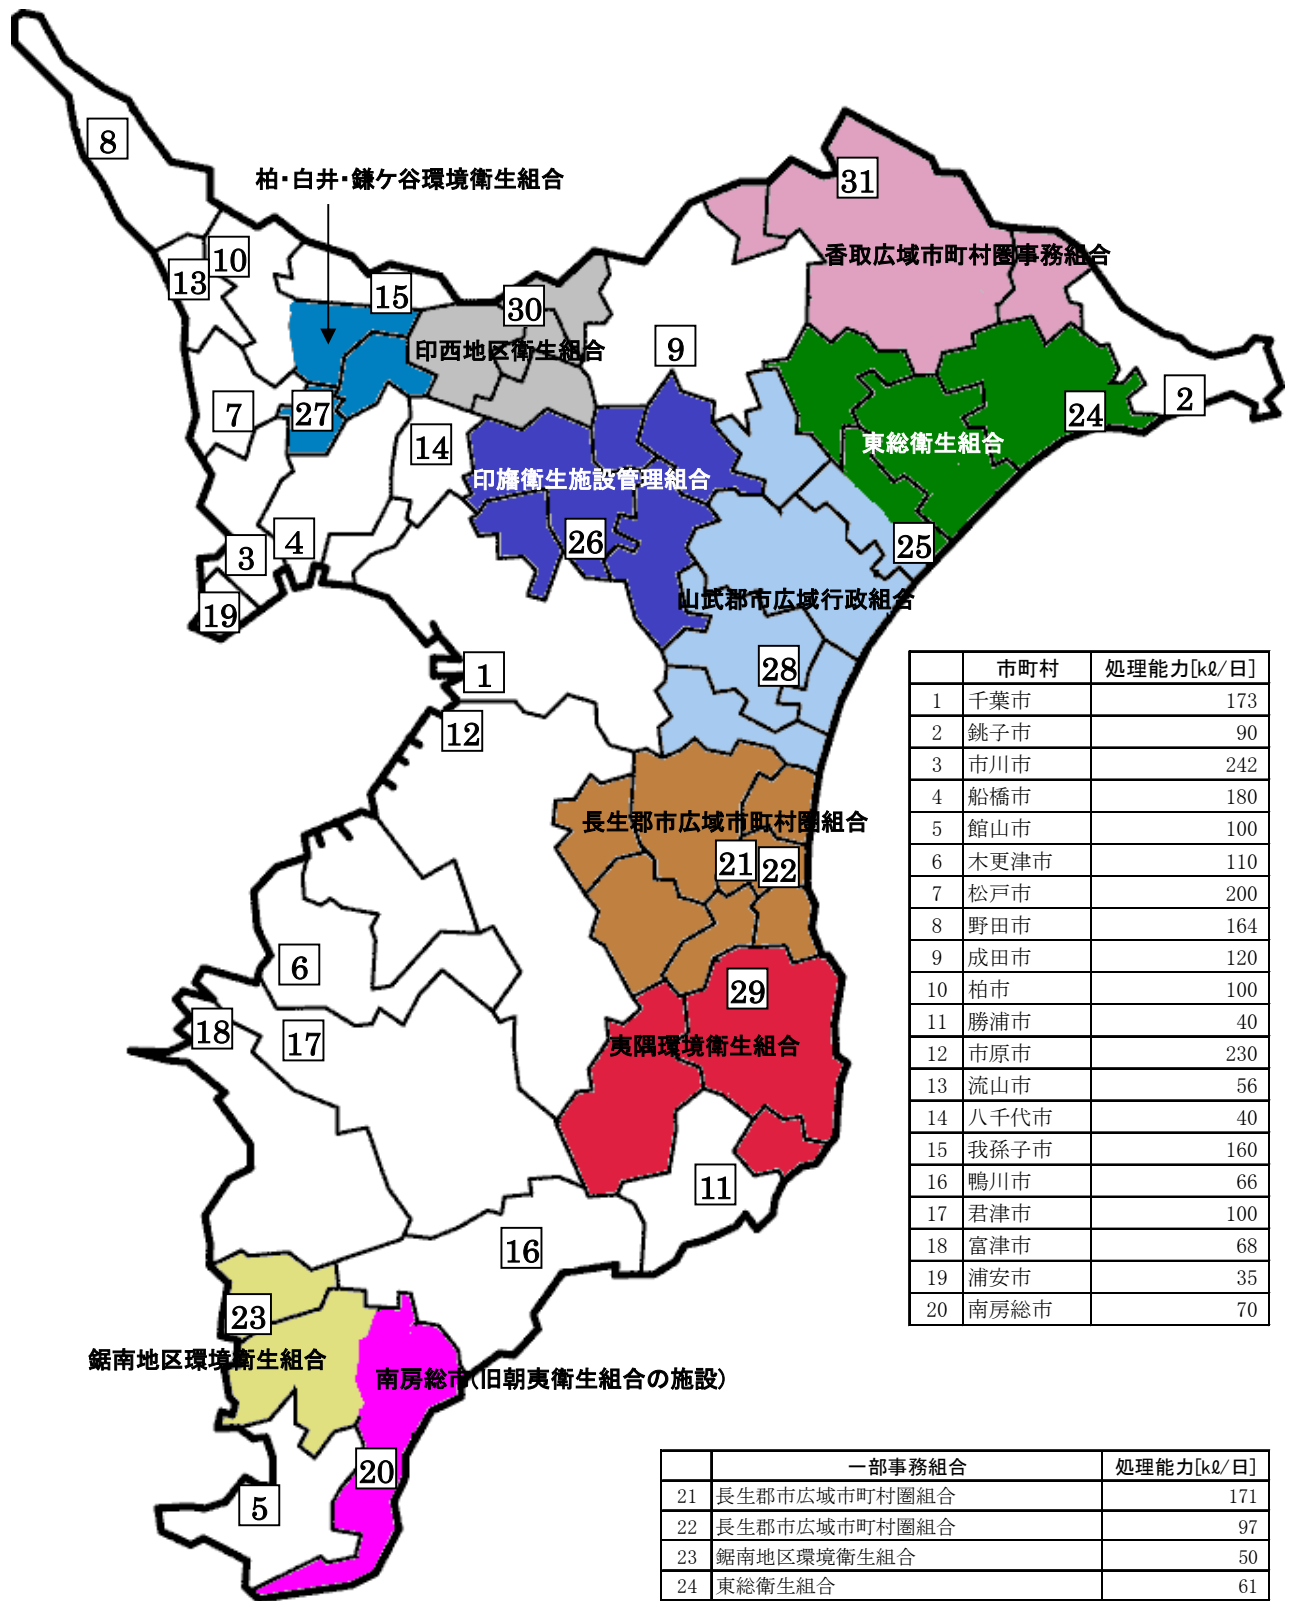 8
柏・白井・鎌ケ谷環境衛生組合
31
10
香取広域市町村圏事務組合
13
15
30
印西地区衛生組合
9
7
27
2
24
14
東総衛生組合
印旛衛生施設管理組合
3
4
26
25
19
山武郡市広域行政組合
1
28
12
長生郡市広域市町村圏組合
21
22
6
29
18
17
夷隅環境衛生組合
11
16
23
鋸南地区環境衛生組合
南房総市(旧朝夷衛生組合の施設)
20
5
市町村 処理能力[kℓ/日]
1 千葉市 173
2 銚子市 90
3 市川市 242
4 船橋市 180
5 館山市 100
6 木更津市 110
7 松戸市 200
8 野田市 164
9 成田市 120
10 柏市 100
11 勝浦市 40
12 市原市 230
13 流山市 56
14 八千代市 40
15 我孫子市 160
16 鴨川市 66
17 君津市 100
18 富津市 68
19 浦安市 35
20 南房総市 70
一部事務組合 処理能力[kℓ/日]
21 長生郡市広域市町村圏組合 171
22 長生郡市広域市町村圏組合 97
23 鋸南地区環境衛生組合 50
24 東総衛生組合 61